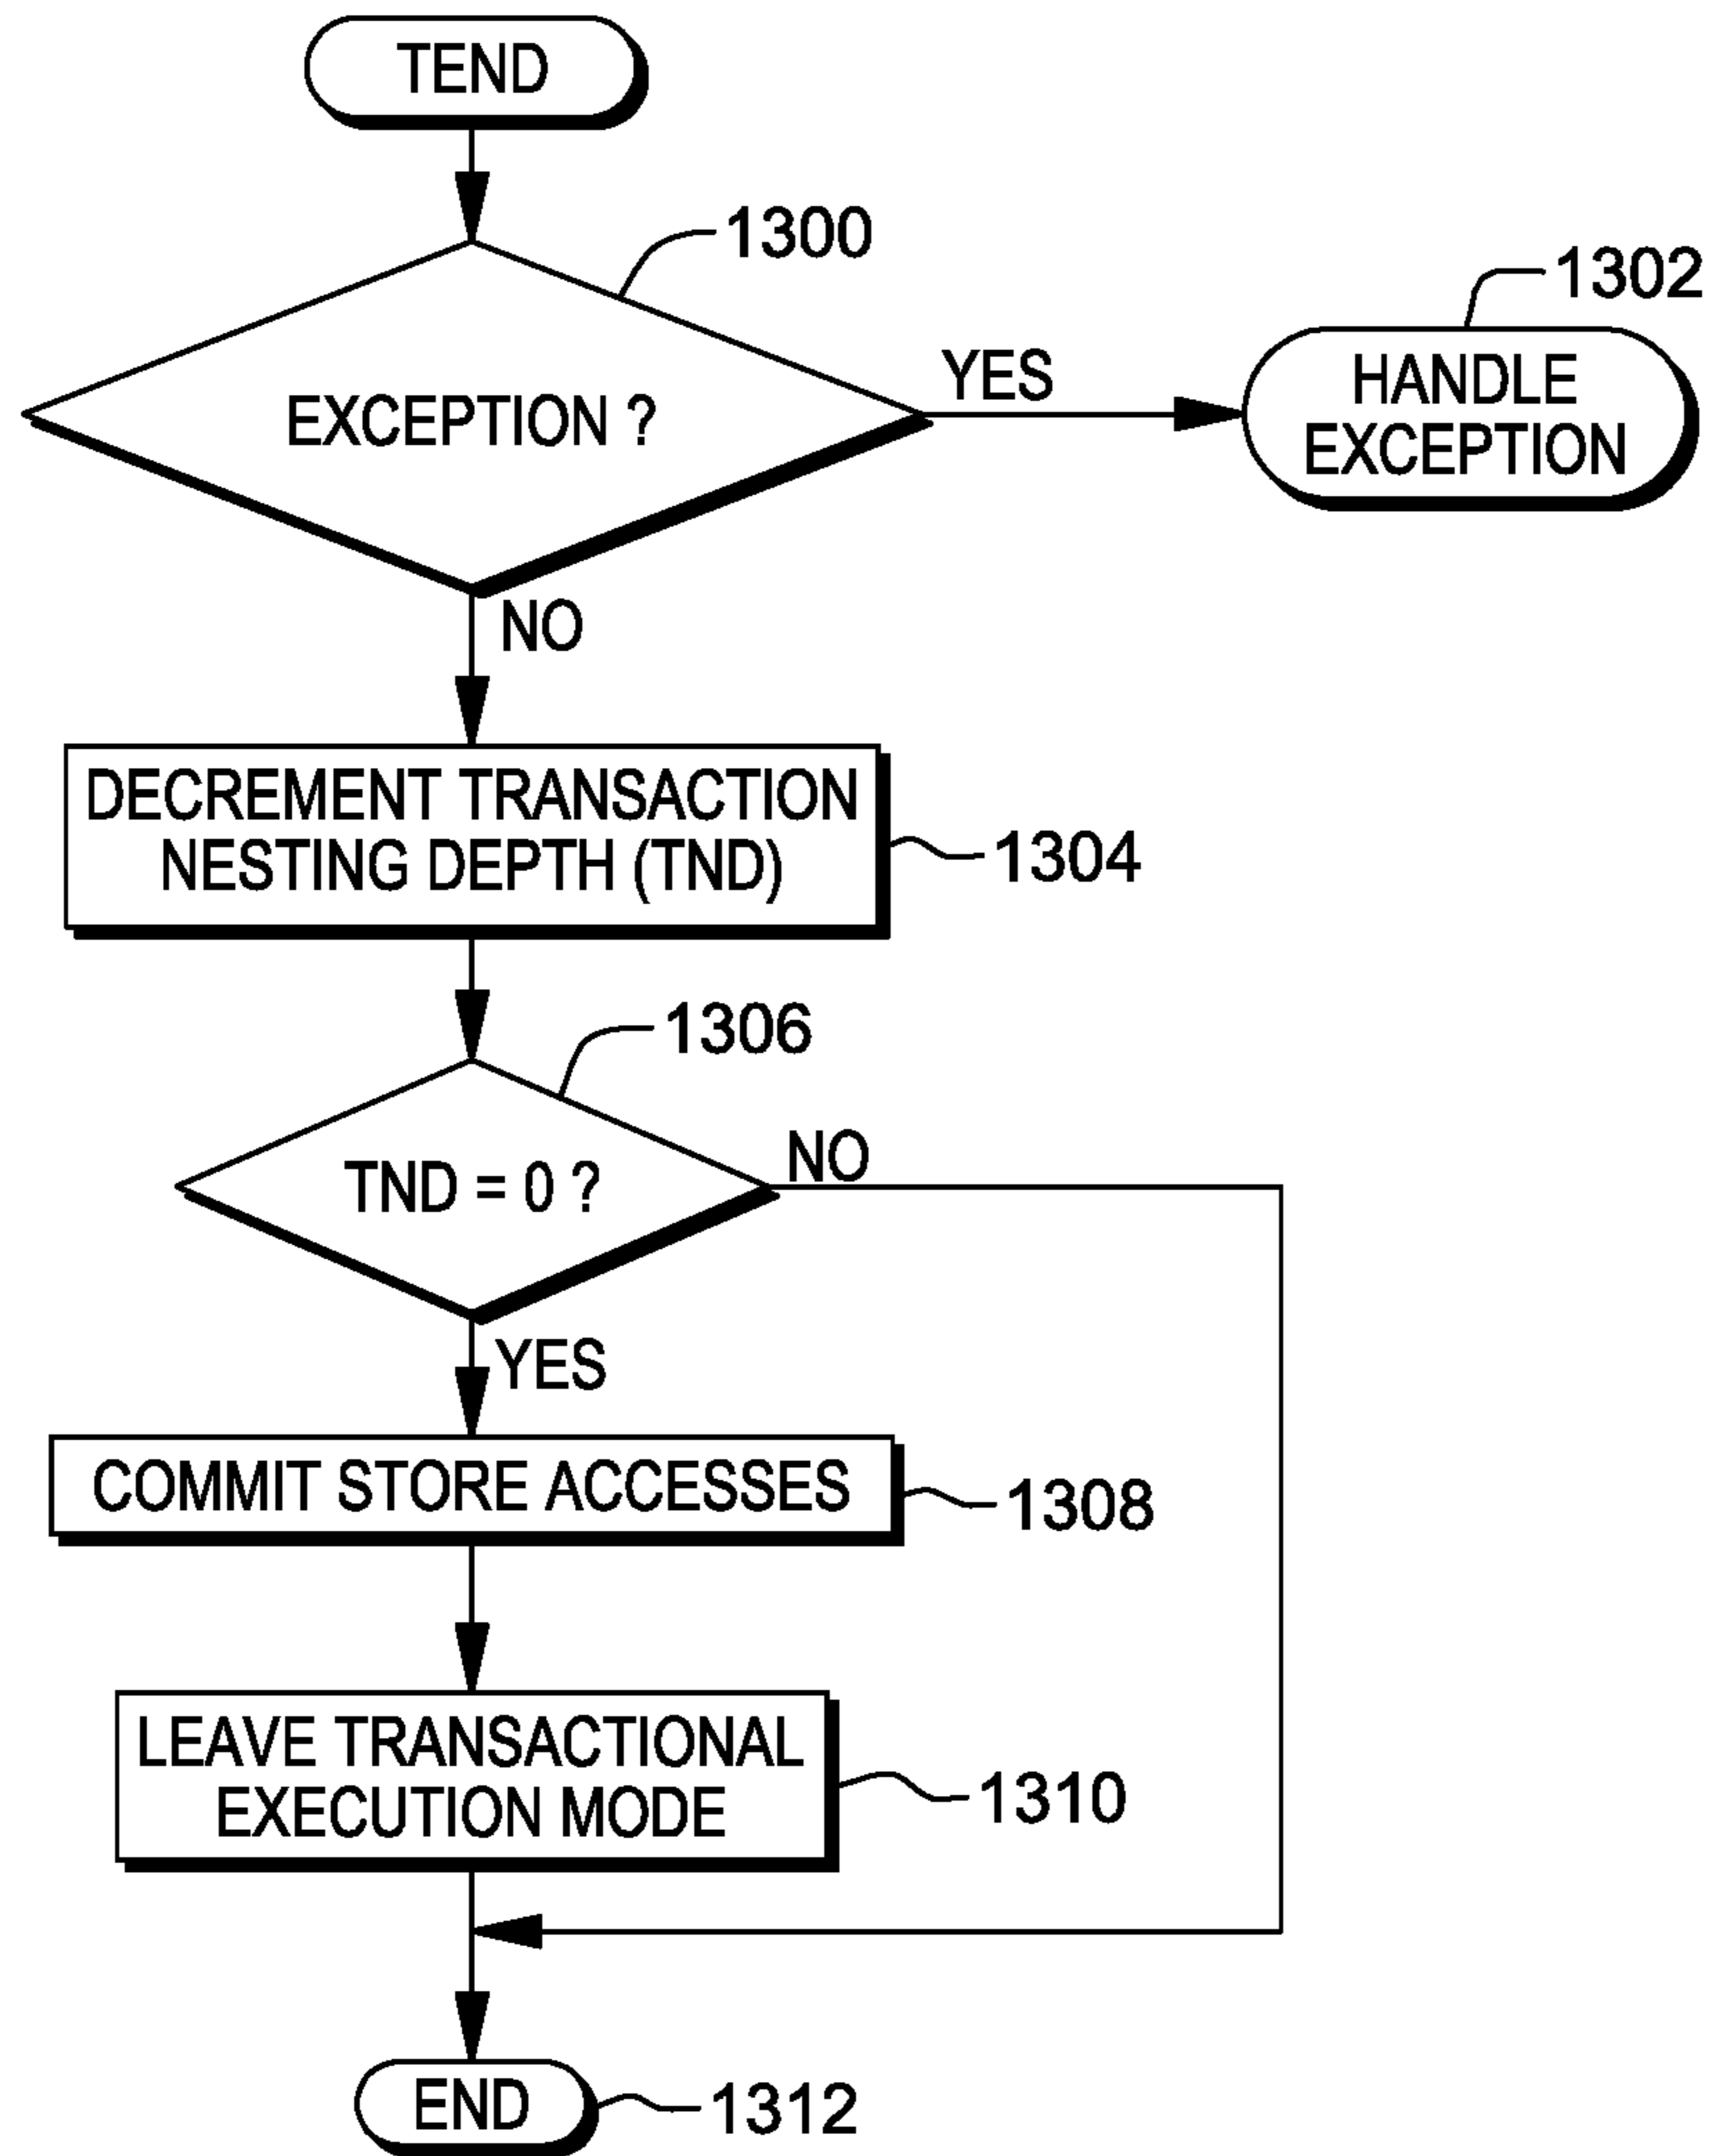 TEND
1300
1302
EXCEPTION ?
YES
HANDLE
EXCEPTION
NO
DECREMENT TRANSACTION
NESTING DEPTH (TND)
1304
1306
TND = 0 ?
NO
YES
COMMIT STORE ACCESSES
1308
LEAVE TRANSACTIONAL
EXECUTION MODE
1310
END
1312